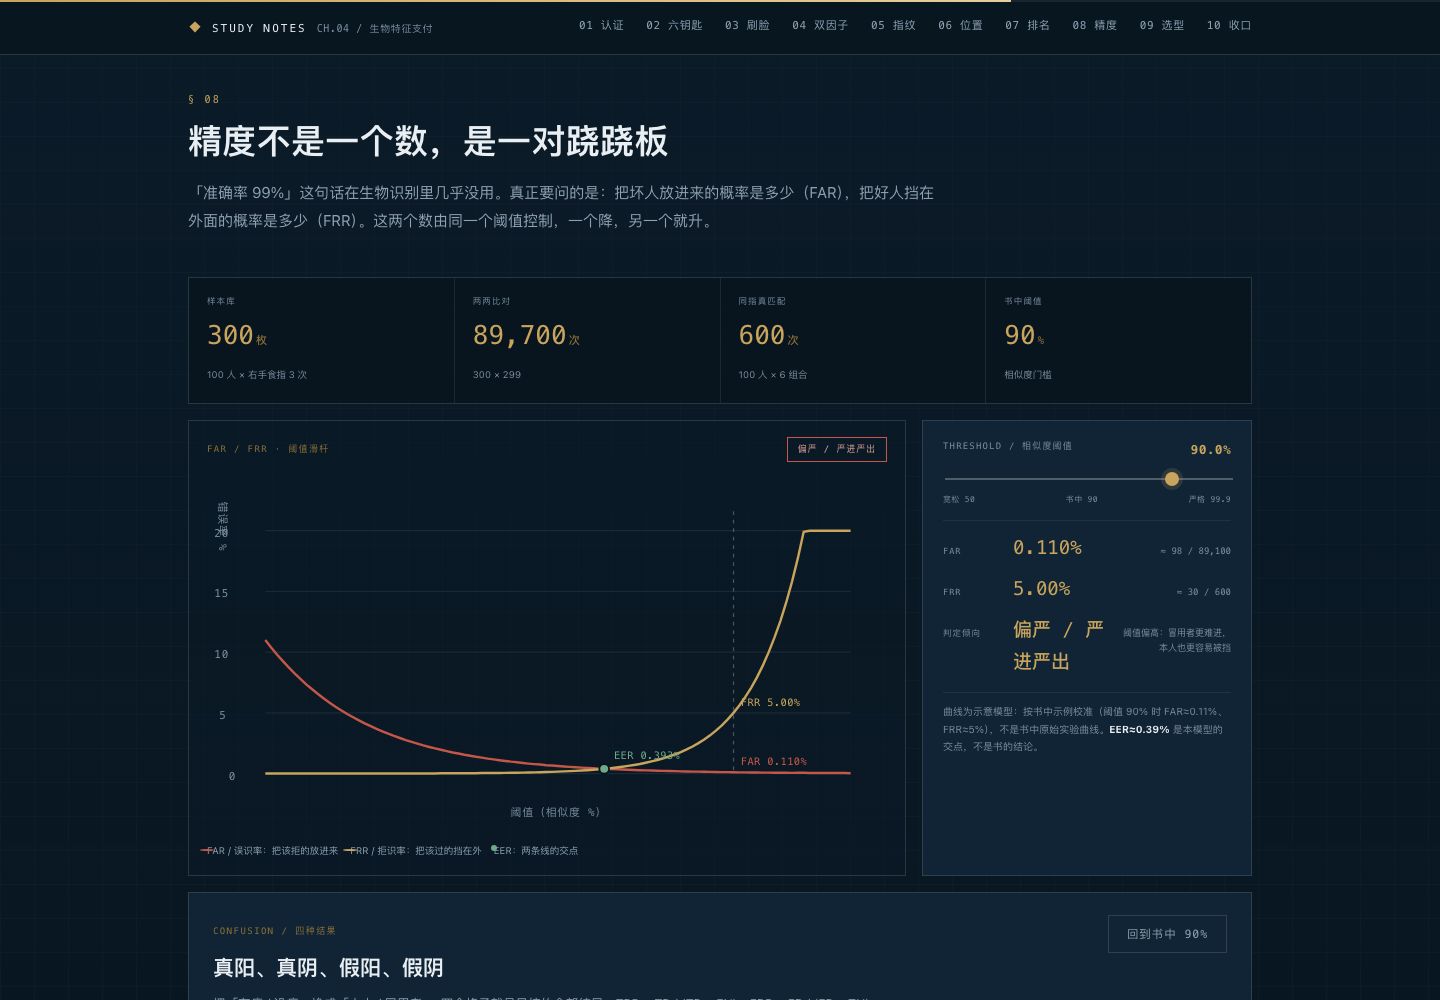 ◆ STUDY NOTES CH.04 / 生物特征支付
01 认证 02 六钥匙 03 刷脸 04 双因子 05 指纹 06 位置 07 排名 08 精度 09 选型 10 收口
§ 08
精度不是一个数，是一对跷跷板
「准确率 99%」这句话在生物识别里几乎没用。真正要问的是：把坏人放进来的概率是多少（FAR），把好人挡在
外面的概率是多少（FRR）。这两个数由同一个阈值控制，一个降，另一个就升。
样本库
300枚
100 人 × 右手食指 3 次
两两比对
89,700次
300 × 299
同指真匹配
600次
100 人 × 6 组合
书中阈值
90%
相似度门槛
FAR / FRR · 阈值滑杆
偏严 / 严进严出
错误率 %
20
15
10
5
0
FRR 5.00%
EER 0.393%
FAR 0.110%
阈值（相似度 %）
FAR / 误识率：把该拒的放进来 FRR / 拒识率：把该过的挡在外 EER：两条线的交点
THRESHOLD / 相似度阈值
90.0%
宽松 50 书中 90 严格 99.9
FAR 0.110% ≈ 98 / 89,100
FRR 5.00% ≈ 30 / 600
判定倾向
偏严 / 严
进严出
阈值偏高：冒用者更难进，
本人也更容易被挡
曲线为示意模型：按书中示例校准（阈值 90% 时 FAR≈0.11%、
FRR≈5%），不是书中原始实验曲线。EER≈0.39% 是本模型的
交点，不是书的结论。
CONFUSION / 四种结果
回到书中 90%
真阳、真阴、假阳、假阴